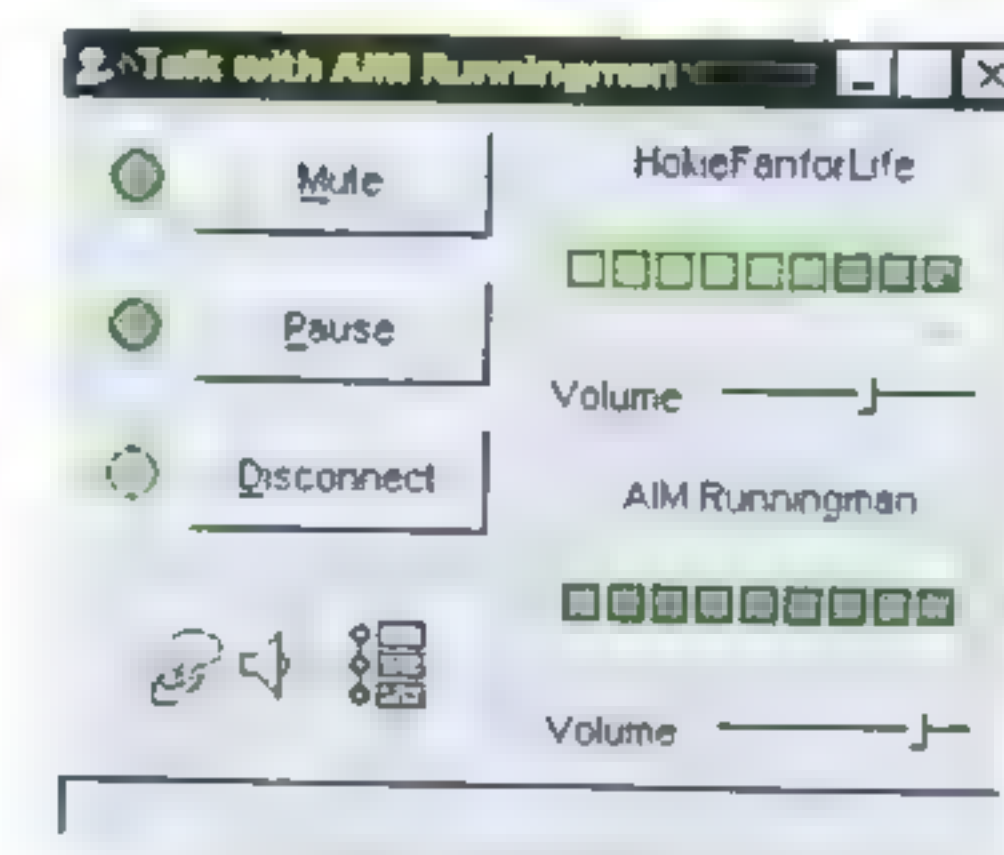 Talk with AIM Runningman
Mute
HokieFanforLife
Pause
Volume
Disconnect
AIM Runningman
Volume